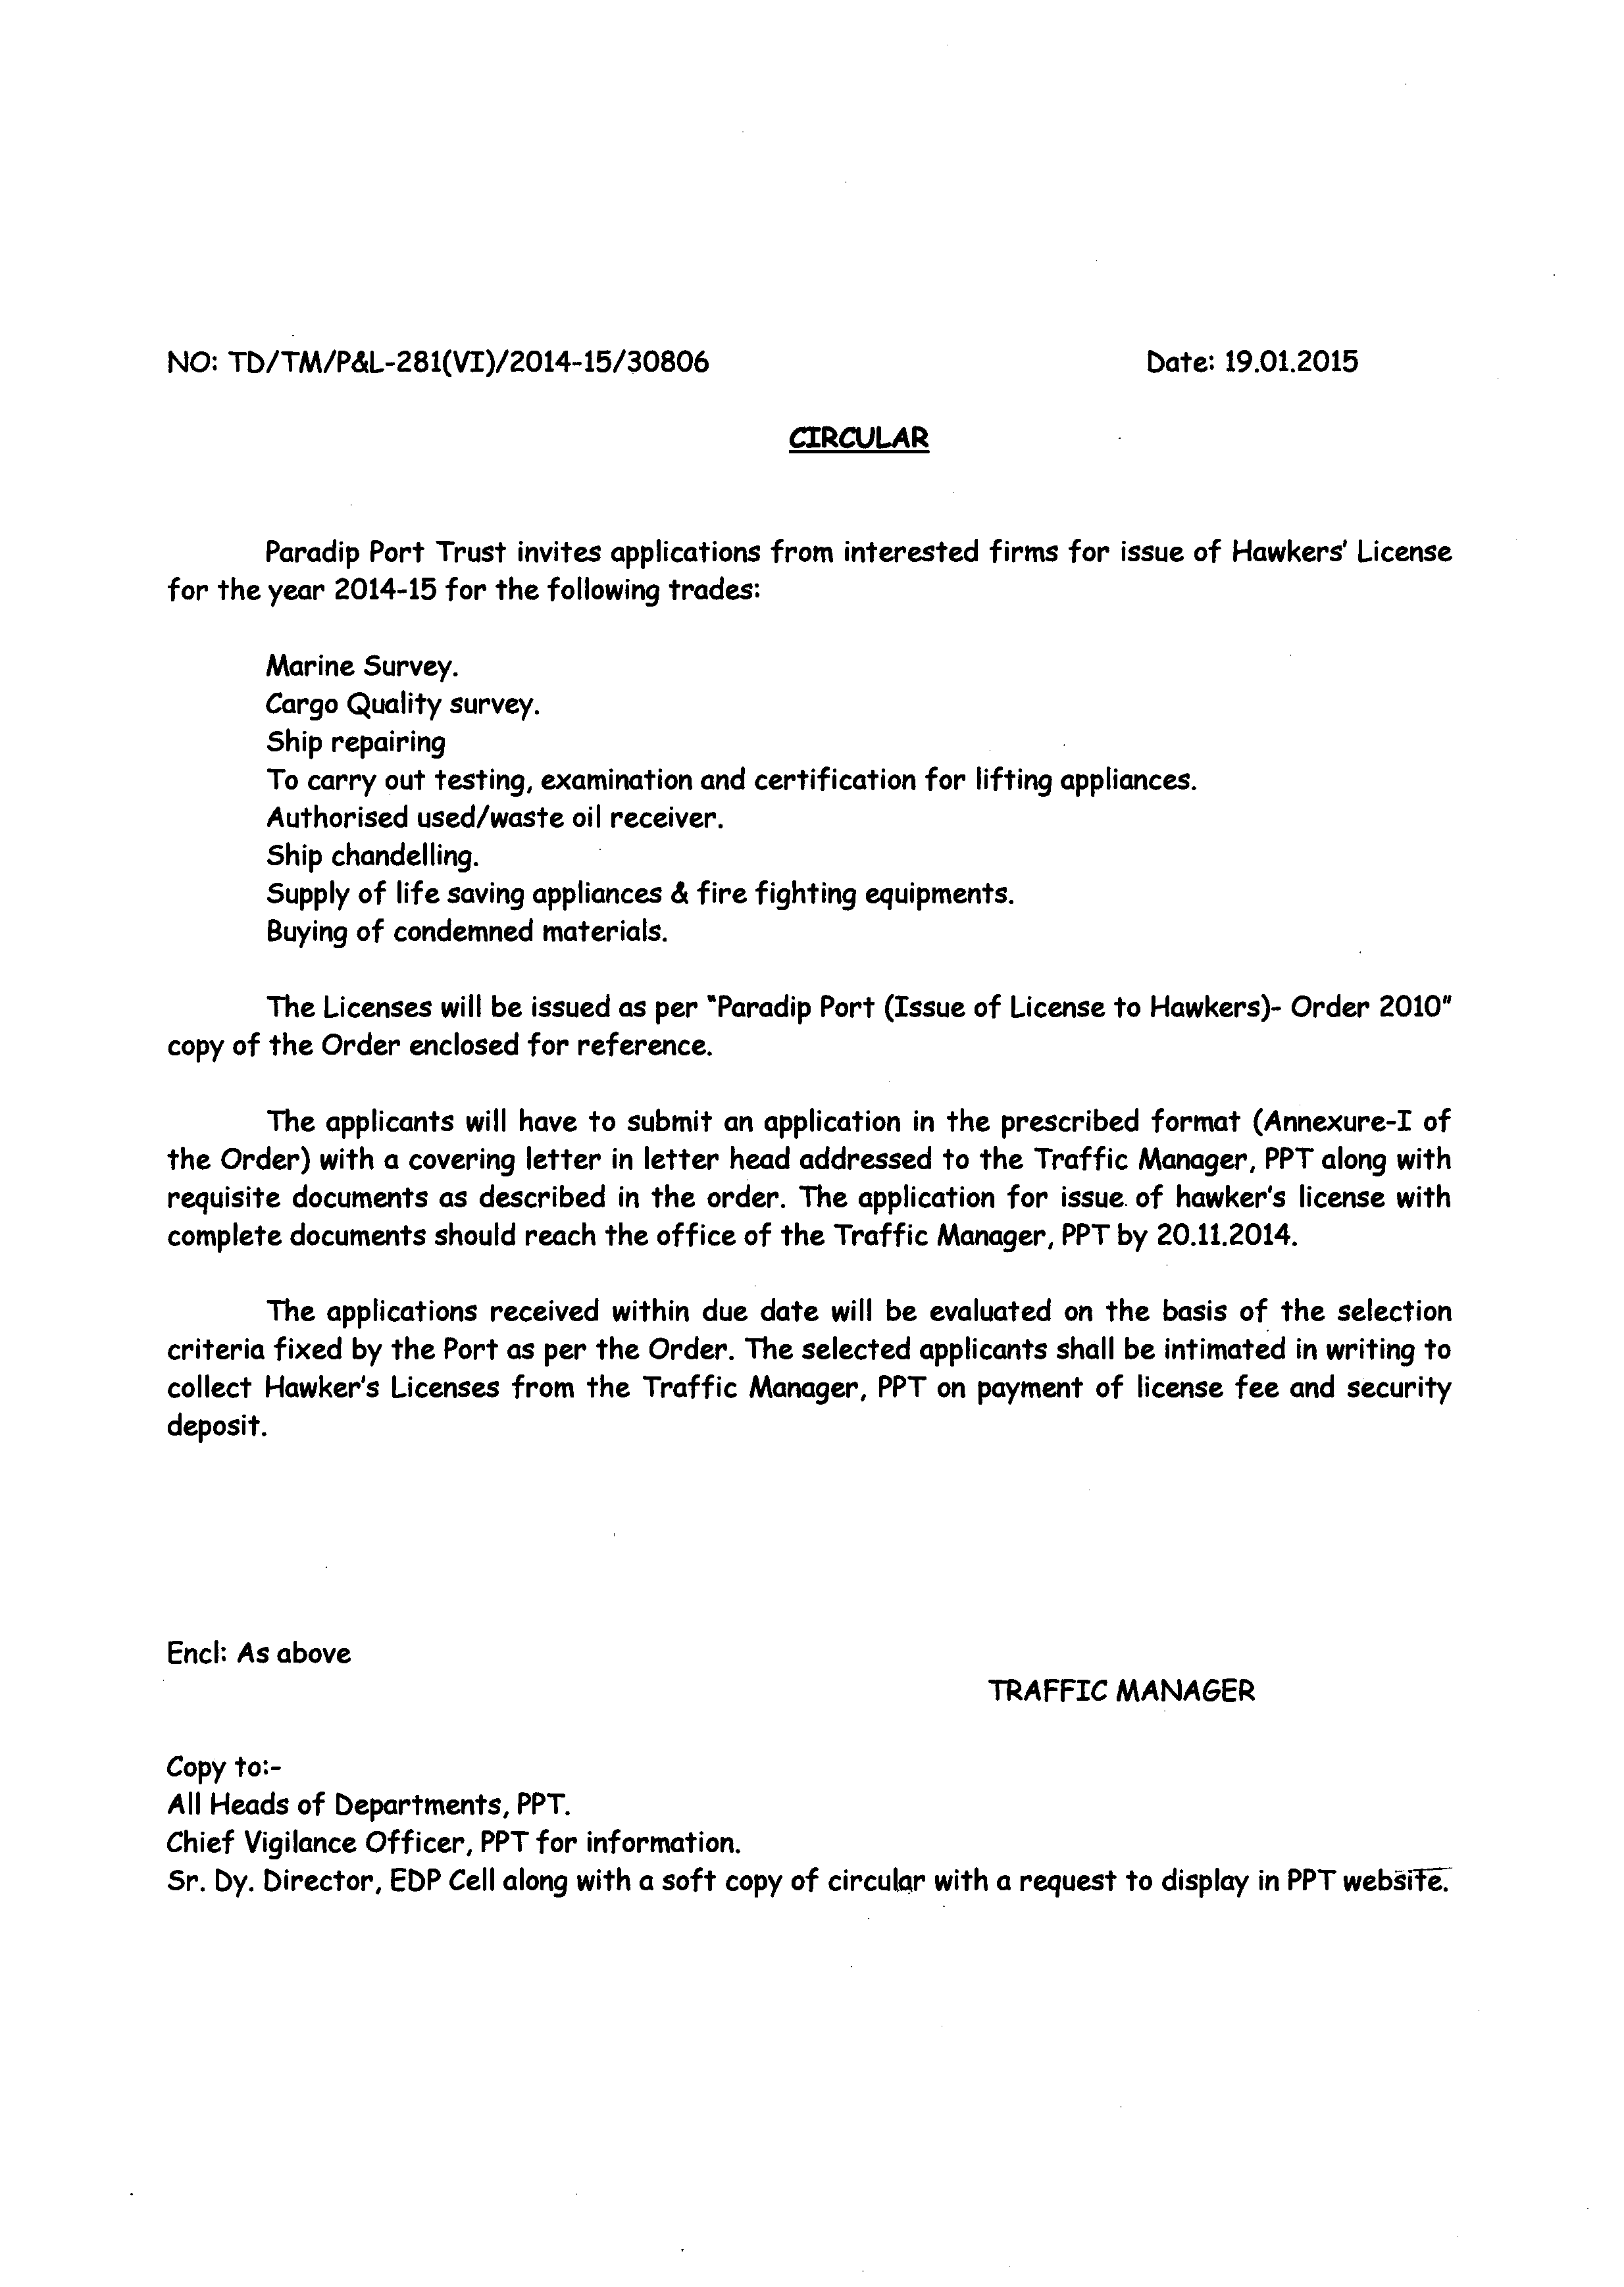 NO: TD/TM/P&L-281(VI)/2014-15/30806 Date: 19.01.2015
CIRCULAR
Paradip Port Trust invites applications from interested firms for issue of Hawkers' License
for the year 2014-15 for the following trades:
Marine Survey.
Cargo Quality survey.
Ship repairing
To carry out testing, examination and certification for lifting appliances.
Authorised used/waste oil receiver.
Ship chandelling.
Supply of life saving appliances & fire fighting equipments.
Buying of condemned materials.
The Licenses will be issued as per "Paradip Port (Issue of License to Hawkers)- Order 2010"
copy of the Order enclosed for reference.
The applicants will have to submit an application in the prescribed format (Annexure-I of
the Order) with a covering letter in letter head addressed to the Traffic Manager, PPT along with
requisite documents as described in the order. The application for issue of hawker's license with
complete documents should reach the office of the Traffic Manager, PPT by 20.11.2014.
The applications received within due date will be evaluated on the basis of the selection
criteria fixed by the Port as per the Order. The selected applicants shall be intimated in writing to
collect Hawker's Licenses from the Traffic Manager, PPT on payment of license fee and security
deposit.
Encl: As above
TRAFFIC MANAGER
Copy to:-
All Heads of Departments, PPT.
Chief Vigilance Officer, PPT for information.
Sr. Dy. Director, EDP Cell along with a soft copy of circular with a request to display in PPT website.